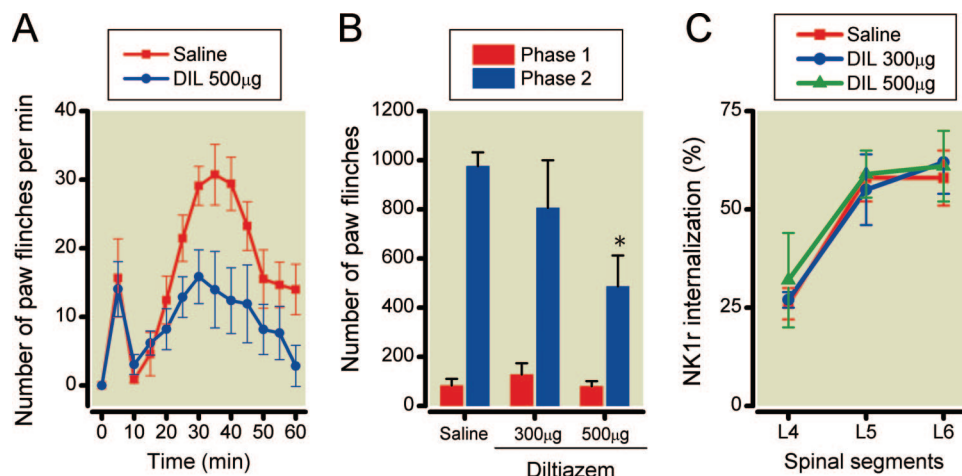 A
Saline
DIL 500μg
Number of paw flinches per min
40
30
20
10
0
0 10 20 30 40 50 60
Time (min)
B
Phase 1
Phase 2
Number of paw flinches
1200
1000
800
600
400
200
0
*
Saline 300μg 500μg
Diltiazem
C
Saline
DIL 300μg
DIL 500μg
NK1r internalization (%)
75
50
25
0
L4 L5 L6
Spinal segments